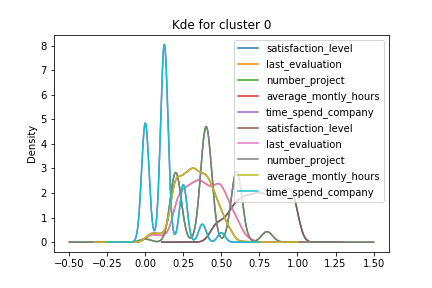 Kde for cluster 0
Density
8
7
6
5
4
3
2
1
0
−0.50
−0.25
0.00
0.25
0.50
0.75
1.00
1.25
1.50
satisfaction_level
last_evaluation
number_project
average_montly_hours
time_spend_company
satisfaction_level
last_evaluation
number_project
average_montly_hours
time_spend_company